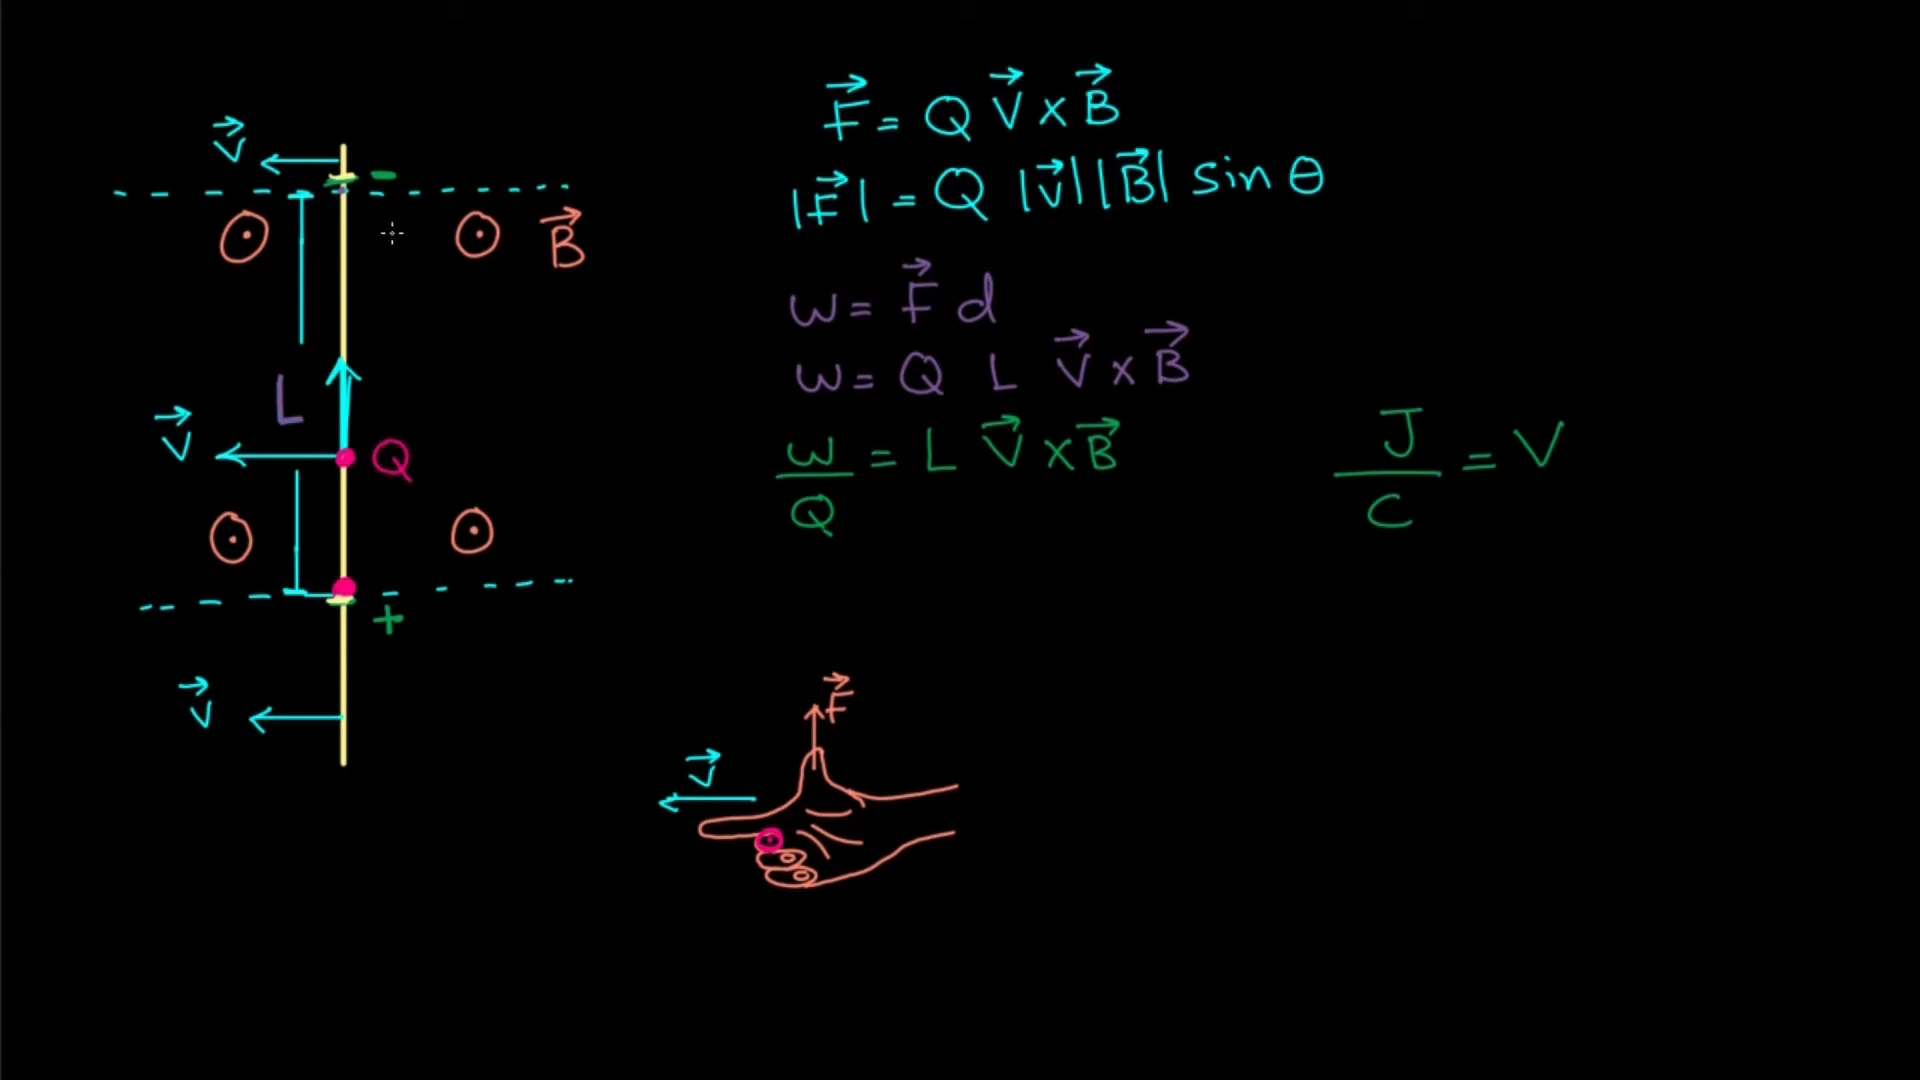 F⃗ = Q V⃗ × B⃗
|F⃗| = Q |v⃗| |B⃗| sin θ
W = F⃗ d
W = Q L V⃗ × B⃗
W/Q = L V⃗ × B⃗
J/C = V
V⃗
-
B⃗
L
V⃗
Q
+
V⃗
F⃗
V⃗